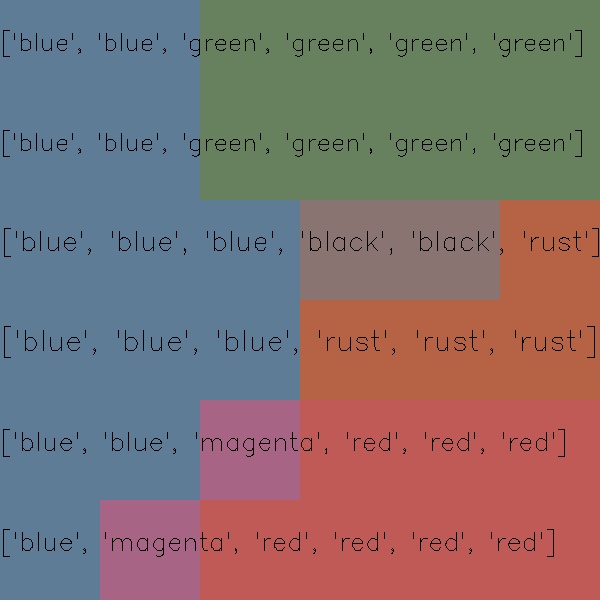 ['blue', 'blue', 'green', 'green', 'green', 'green']
['blue', 'blue', 'green', 'green', 'green', 'green']
['blue', 'blue', 'blue', 'black', 'black', 'rust']
['blue', 'blue', 'blue', 'rust', 'rust', 'rust']
['blue', 'blue', 'magenta', 'red', 'red', 'red']
['blue', 'magenta', 'red', 'red', 'red', 'red']